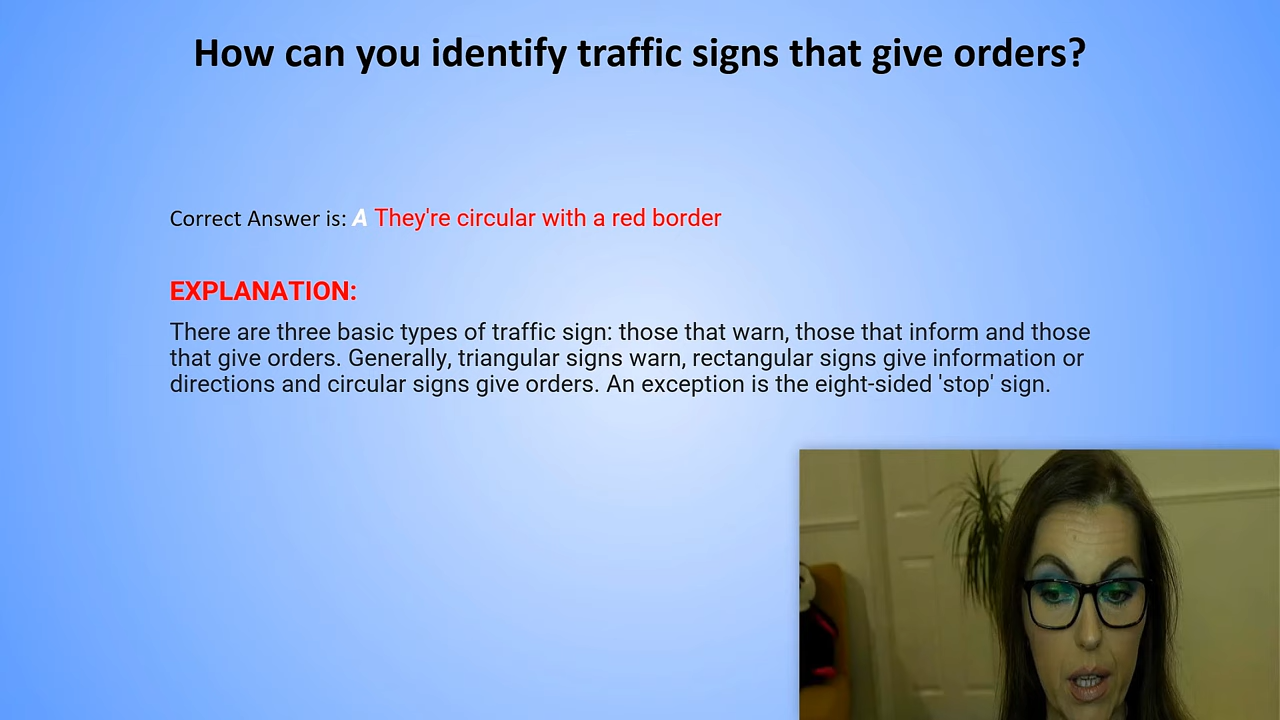 How can you identify traffic signs that give orders?
Correct Answer is: A They're circular with a red border
EXPLANATION:
There are three basic types of traffic sign: those that warn, those that inform and those
that give orders. Generally, triangular signs warn, rectangular signs give information or
directions and circular signs give orders. An exception is the eight-sided 'stop' sign.